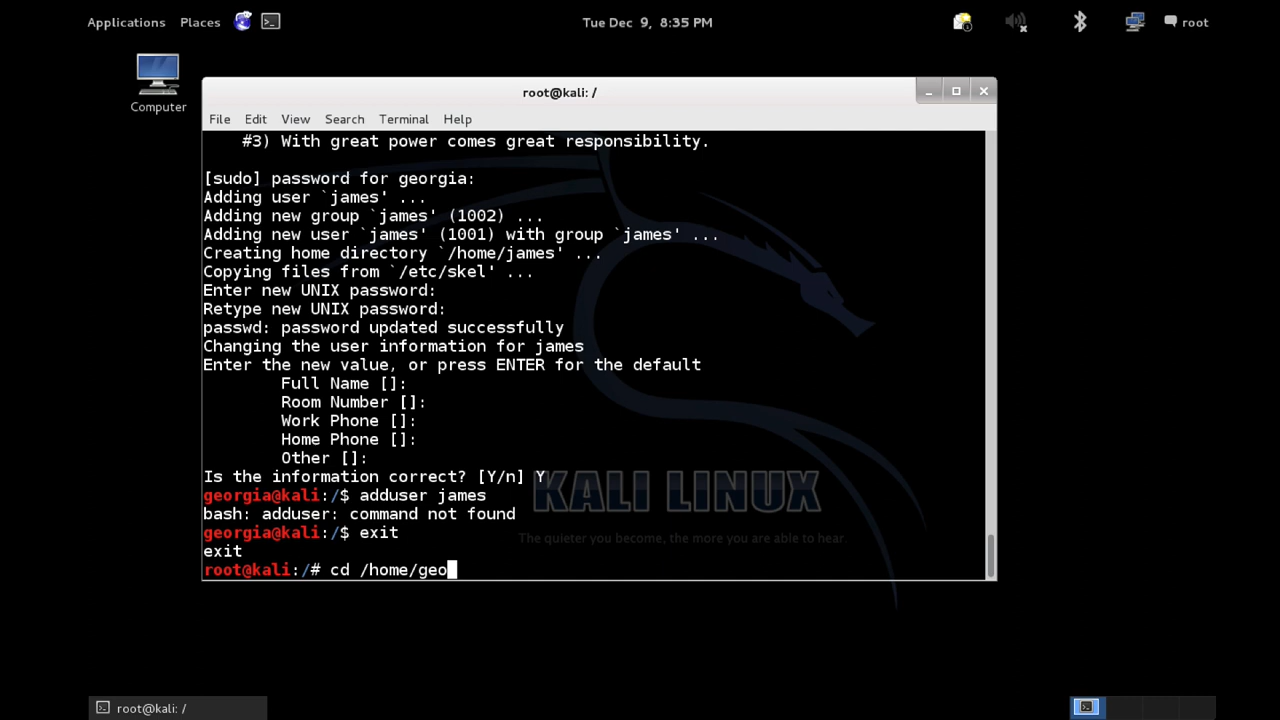 Applications Places Tue Dec 9, 8:35 PM root
Computer
root@kali: /
File Edit View Search Terminal Help
#3) With great power comes great responsibility.
[sudo] password for georgia:
Adding user `james' ...
Adding new group `james' (1002) ...
Adding new user `james' (1001) with group `james' ...
Creating home directory `/home/james' ...
Copying files from `/etc/skel' ...
Enter new UNIX password:
Retype new UNIX password:
passwd: password updated successfully
Changing the user information for james
Enter the new value, or press ENTER for the default
Full Name []:
Room Number []:
Work Phone []:
Home Phone []:
Other []:
Is the information correct? [Y/n] Y
georgia@kali:/$ adduser james
bash: adduser: command not found
georgia@kali:/$ exit
exit
root@kali:/# cd /home/geo
KALI LINUX
The quieter you become, the more you are able to hear.
root@kali: /